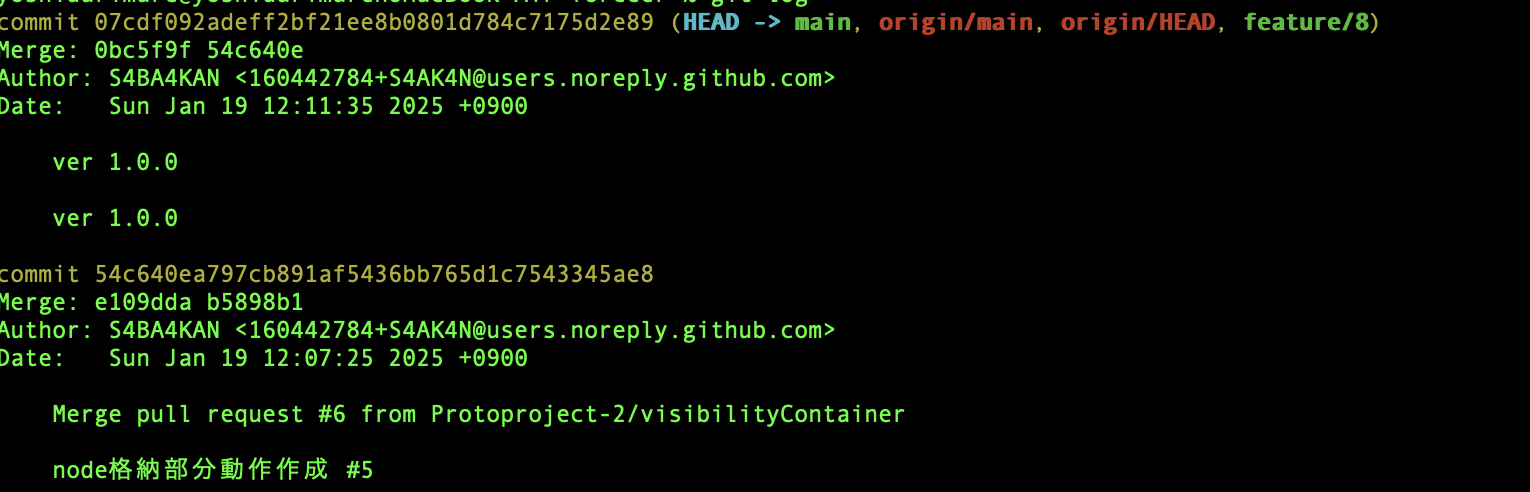 commit 07cdf092adeff2bf21ee8b0801d784c7175d2e89 (HEAD -> main, origin/main, origin/HEAD, feature/8)
Merge: 0bc5f9f 54c640e
Author: S4BA4KAN <160442784+S4AK4N@users.noreply.github.com>
Date:   Sun Jan 19 12:11:35 2025 +0900
ver 1.0.0
ver 1.0.0
commit 54c640ea797cb891af5436bb765d1c7543345ae8
Merge: e109dda b5898b1
Author: S4BA4KAN <160442784+S4AK4N@users.noreply.github.com>
Date:   Sun Jan 19 12:07:25 2025 +0900
Merge pull request #6 from Protoproject-2/visibilityContainer
node格納部分動作作成 #5